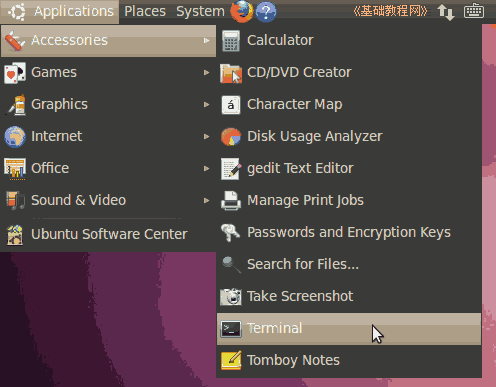 Applications Places System 《基础教程网》
Accessories
Games
Graphics
Internet
Office
Sound & Video
Ubuntu Software Center
Calculator
CD/DVD Creator
Character Map
Disk Usage Analyzer
gedit Text Editor
Manage Print Jobs
Passwords and Encryption Keys
Search for Files...
Take Screenshot
Terminal
Tomboy Notes